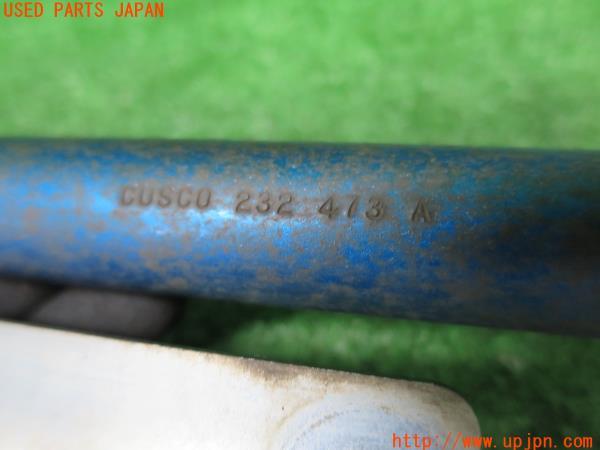 USED PARTS JAPAN
CUSCO 232 473 A
http://www.upjpn.com/